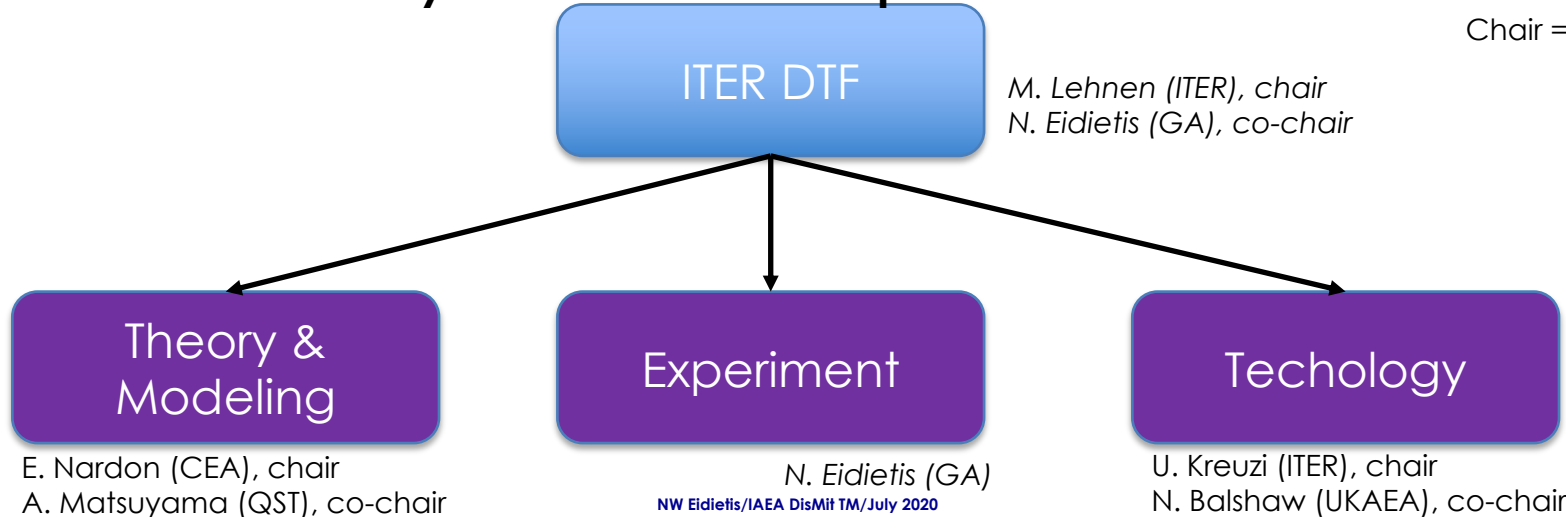 Chair =
ITER DTF
M. Lehnen (ITER), chair
N. Eidietis (GA), co-chair
Theory &
Modeling
Experiment
Techology
E. Nardon (CEA), chair
A. Matsuyama (QST), co-chair
N. Eidietis (GA)
U. Kreuzi (ITER), chair
N. Balshaw (UKAEA), co-chair
NW Eidietis/IAEA DisMit TM/July 2020